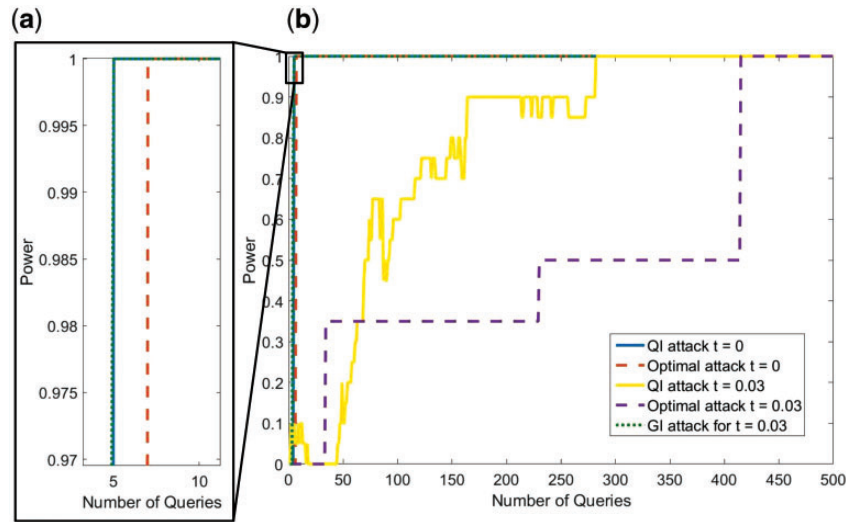 (a)
(b)
1
0.995
0.99
0.985
0.98
0.975
0.97
Power
5
10
Number of Queries
1
0.9
0.8
0.7
0.6
0.5
0.4
0.3
0.2
0.1
0
Power
0
50
100
150
200
250
300
350
400
450
500
Number of Queries
QI attack t = 0
Optimal attack t = 0
QI attack t = 0.03
Optimal attack t = 0.03
GI attack for t = 0.03